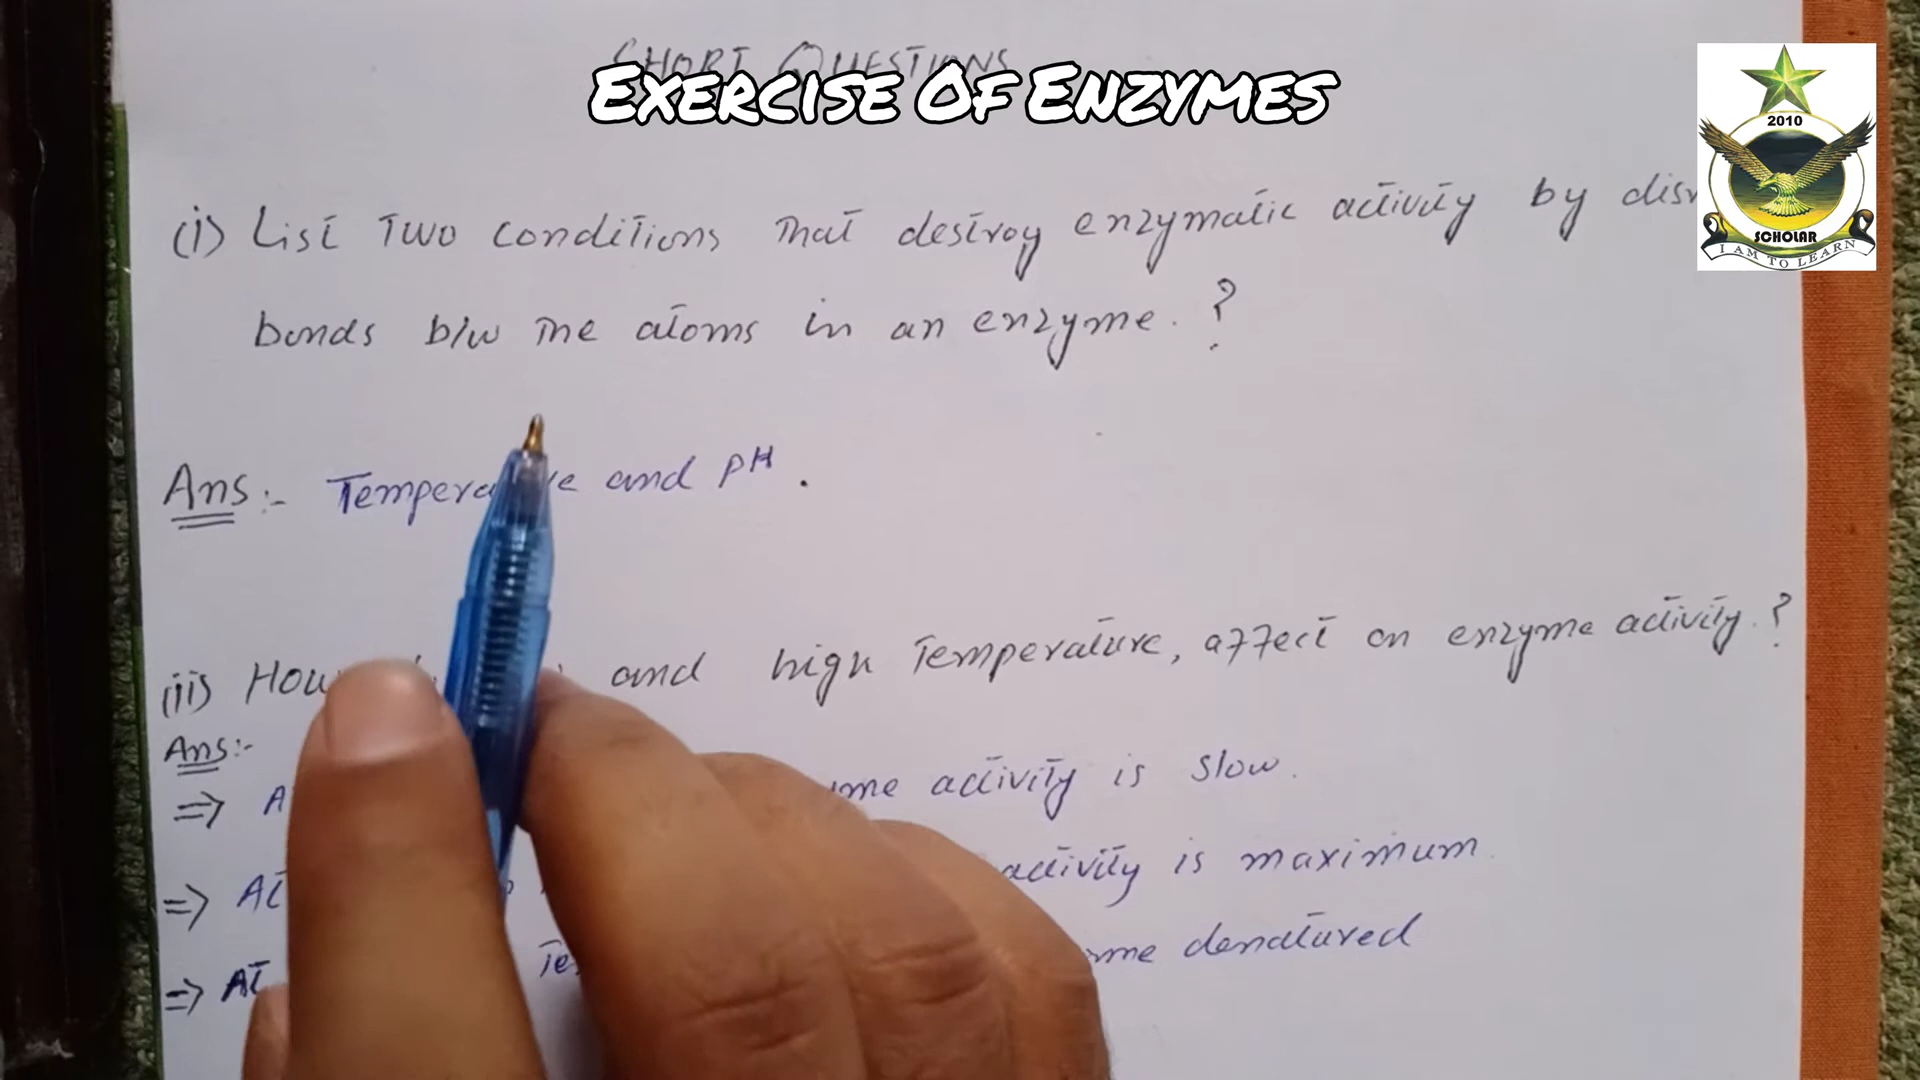 SHORT QUESTIONS
EXERCISE OF ENZYMES
2010
SCHOLAR
I AM TO LEARN
(i) List Two conditions that destroy enzymatic activity by
bonds b/w the atoms in an enzyme. ?
Ans:- Temperature and PH.
(ii) How and high Temperature, affect on enzyme activity. ?
Ans:-
=> activity is slow.
=> At activity is maximum.
=> At denatured